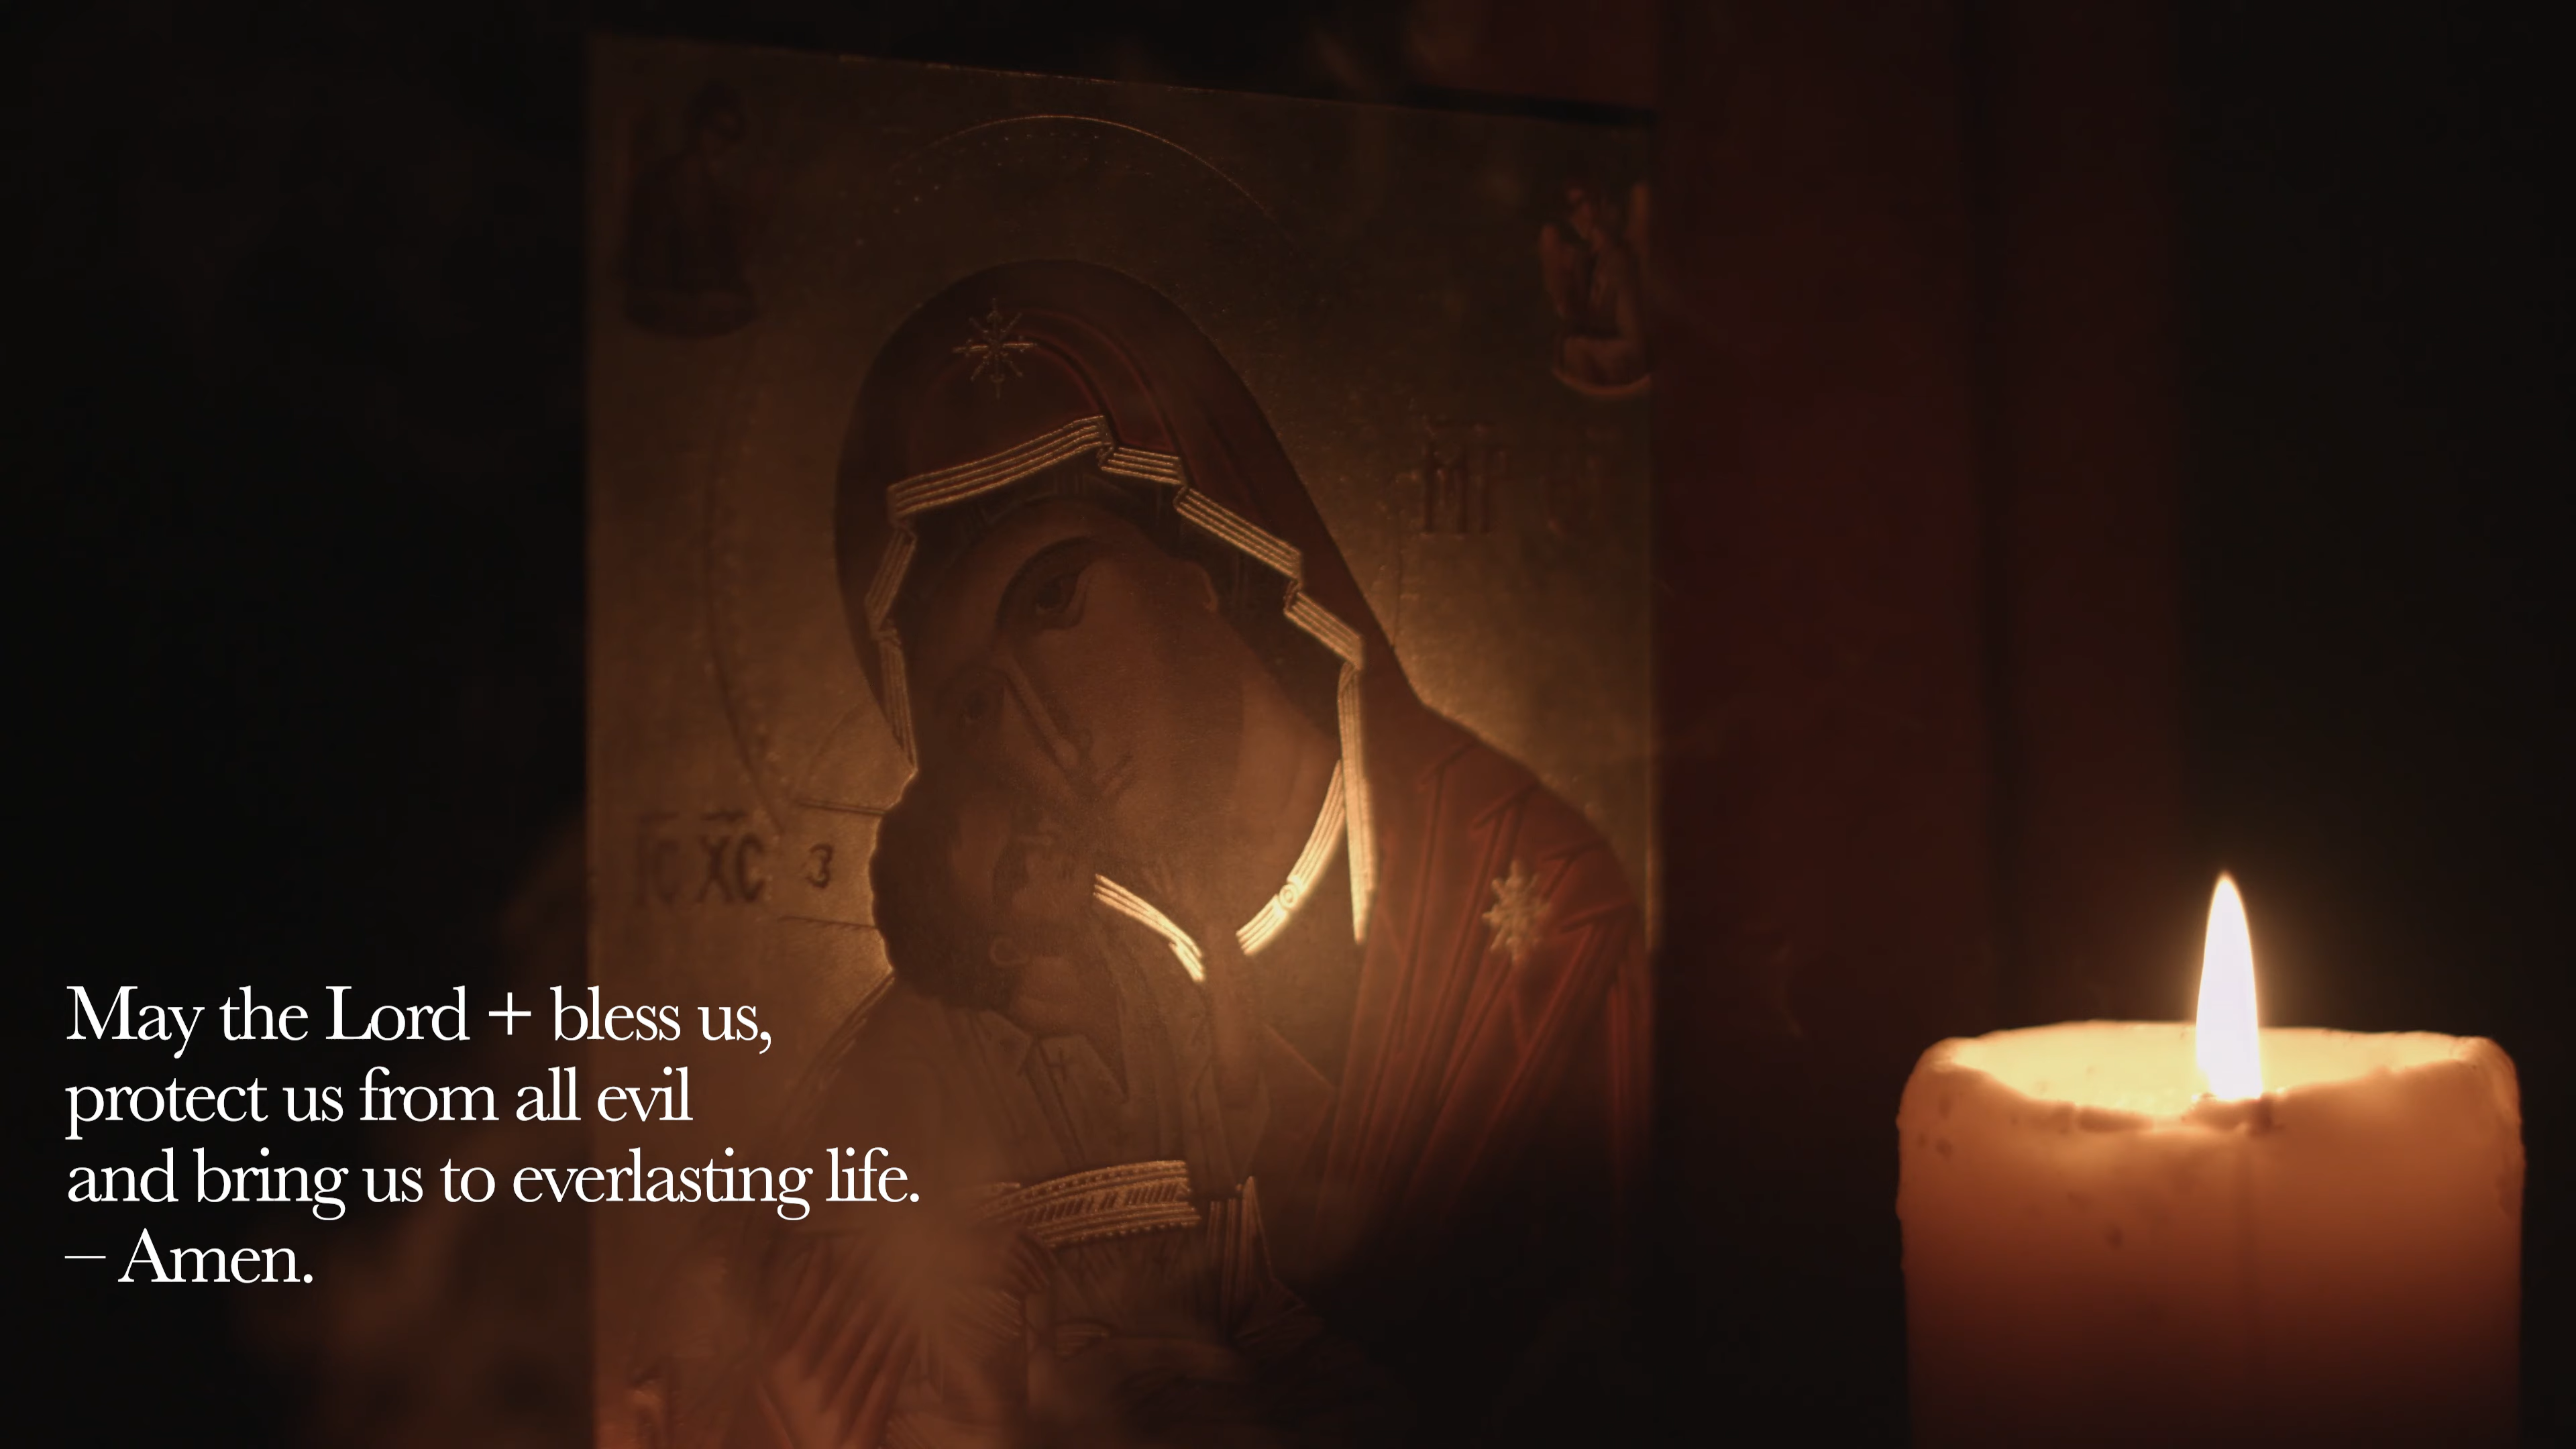 М҃Р
І҃С Х҃С
May the Lord + bless us,
protect us from all evil
and bring us to everlasting life.
– Amen.